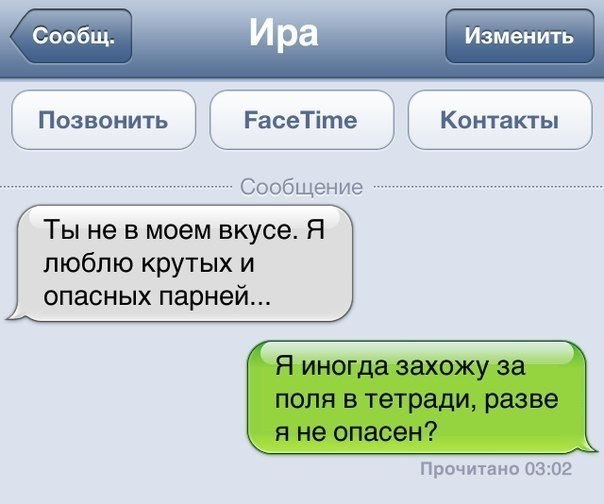 Сообщ. Ира Изменить
Позвонить FaceTime Контакты
Сообщение
Ты не в моем вкусе. Я
люблю крутых и
опасных парней...
Я иногда захожу за
поля в тетради, разве
я не опасен?
Прочитано 03:02